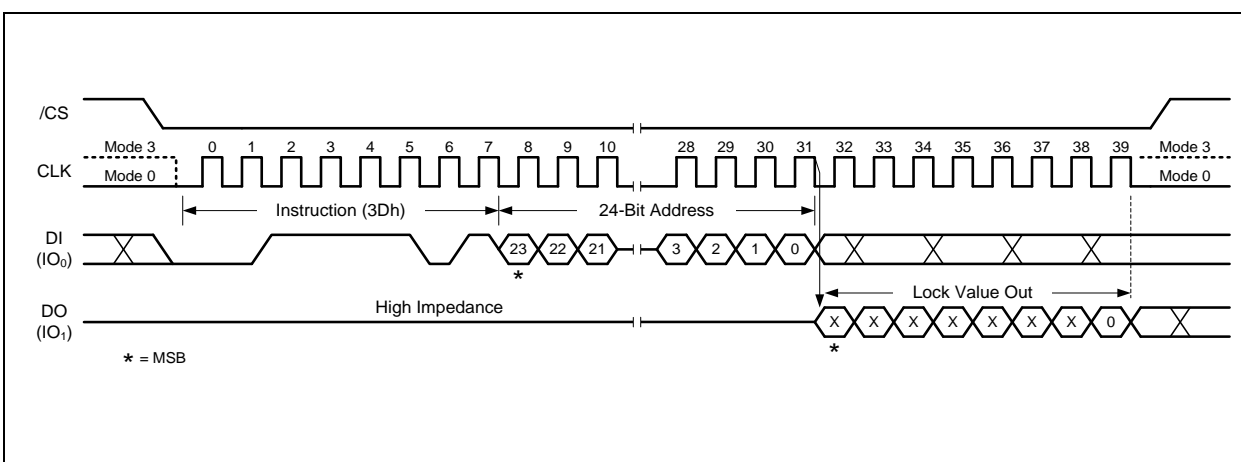 /CS
Mode 3 0 1 2 3 4 5 6 7 8 9 10 28 29 30 31 32 33 34 35 36 37 38 39 Mode 3
CLK
Mode 0 Mode 0
Instruction (3Dh) 24-Bit Address
DI
(IO₀)
23 22 21 3 2 1 0
*
High Impedance
Lock Value Out
DO
(IO₁)
X X X X X X X 0
*
* = MSB